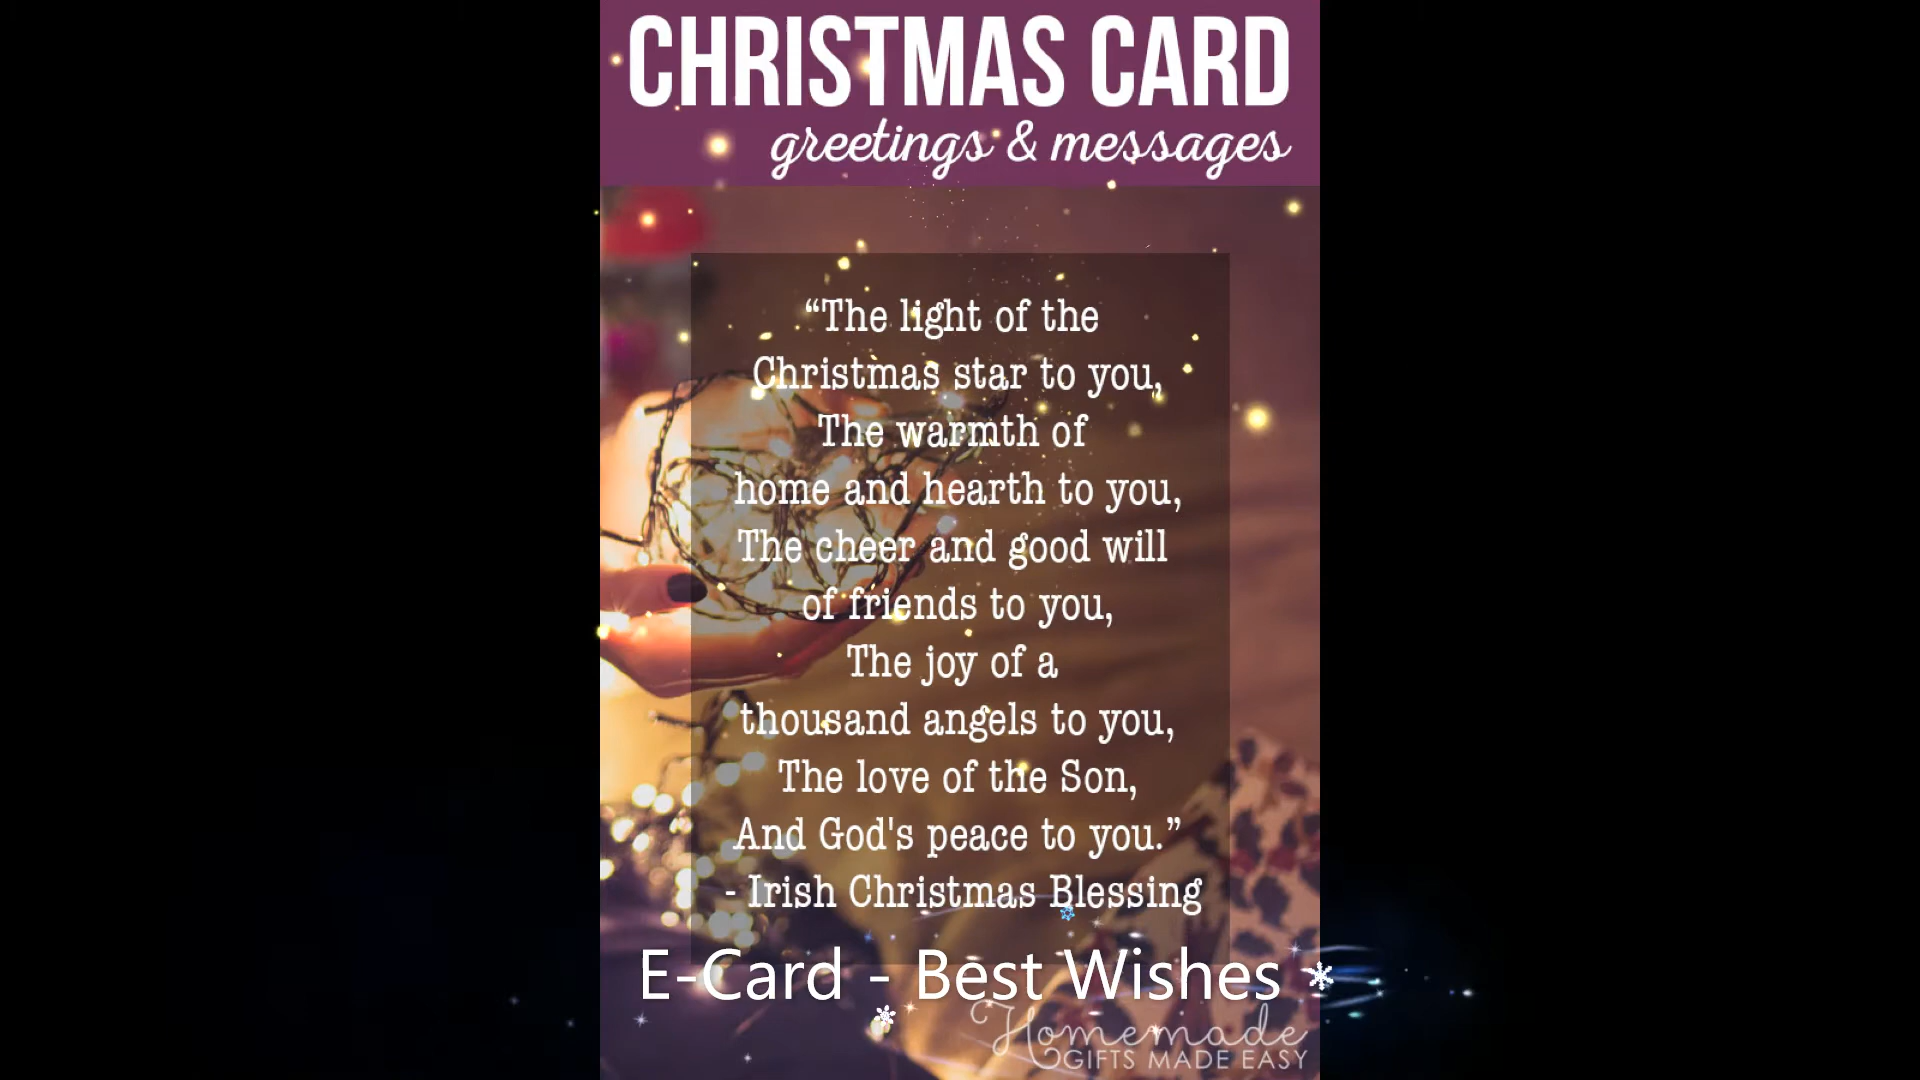 CHRISTMAS CARD
greetings & messages
“The light of the
Christmas star to you,
The warmth of
home and hearth to you,
The cheer and good will
of friends to you,
The joy of a
thousand angels to you,
The love of the Son,
And God's peace to you.”
- Irish Christmas Blessing
E-Card - Best Wishes
Homemade
GIFTS MADE EASY